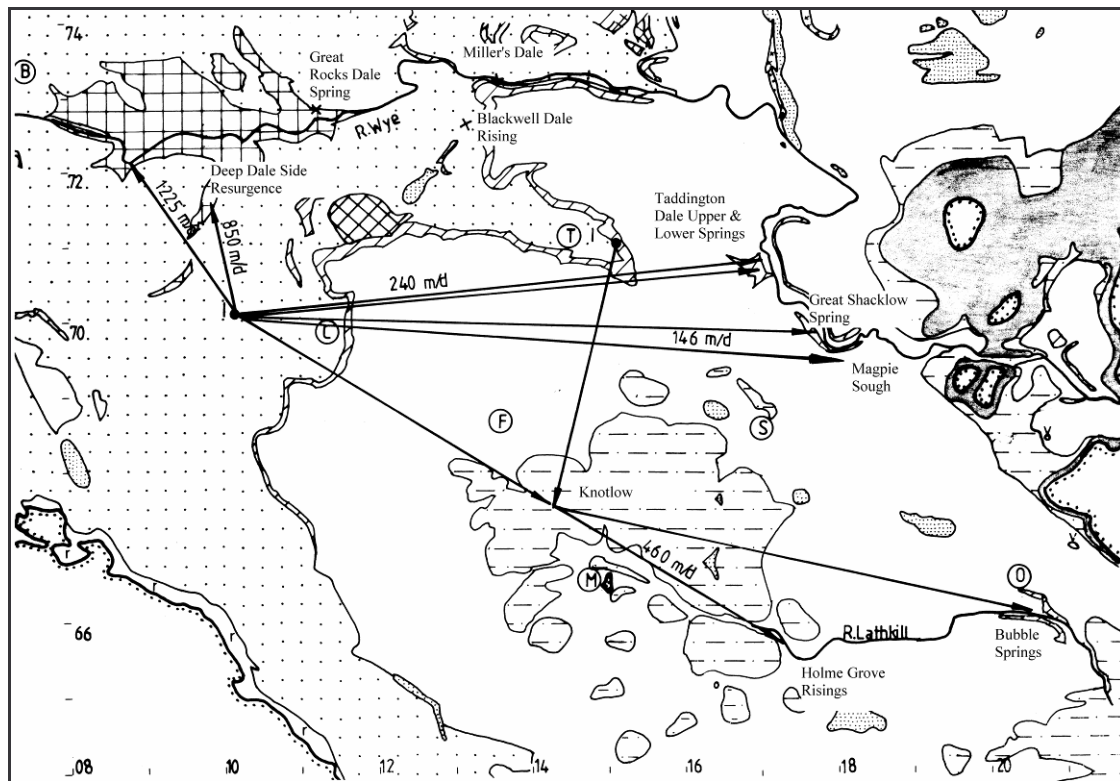 74
Miller's Dale
Great
Rocks Dale
Spring
B
R.Wye
Blackwell Dale
Rising
72
Deep Dale Side
Resurgence
1225 m/d
850 m/d
Taddington
Dale Upper &
Lower Springs
T
240 m/d
Great Shacklow
Spring
70
C
146 m/d
Magpie
Sough
F
S
Knotlow
460 m/d
M
O
66
R.Lathkill
Bubble
Springs
Holme Grove
Risings
08
10
12
14
16
18
20